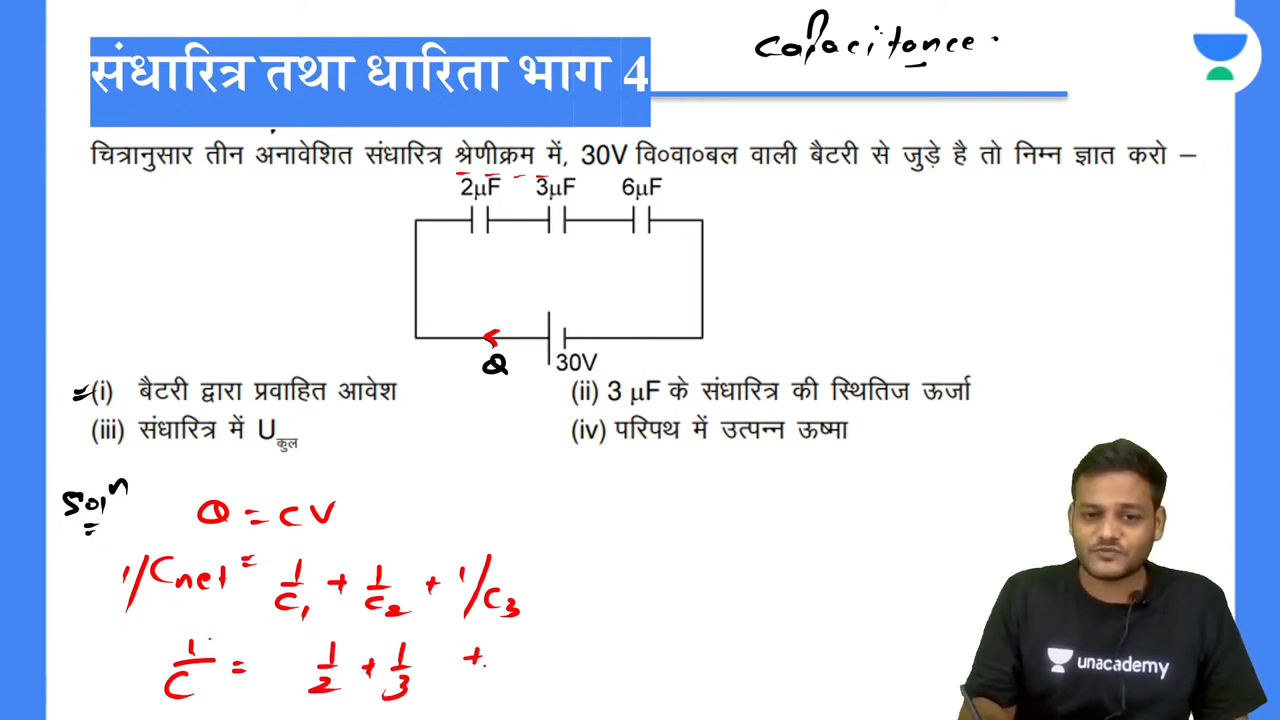 capacitance.
संधारित्र तथा धारिता भाग 4
चित्रानुसार तीन अनावेशित संधारित्र श्रेणीक्रम में, 30V वि०वा०बल वाली बैटरी से जुड़े है तो निम्न ज्ञात करो –
2µF 3µF 6µF
Q 30V
(i) बैटरी द्वारा प्रवाहित आवेश (ii) 3 µF के संधारित्र की स्थितिज ऊर्जा
(iii) संधारित्र में Uकुल (iv) परिपथ में उत्पन्न ऊष्मा
Solⁿ
Q = CV
1/Cnet = 1/C₁ + 1/C₂ + 1/C₃
1/C = 1/2 + 1/3 +
unacademy